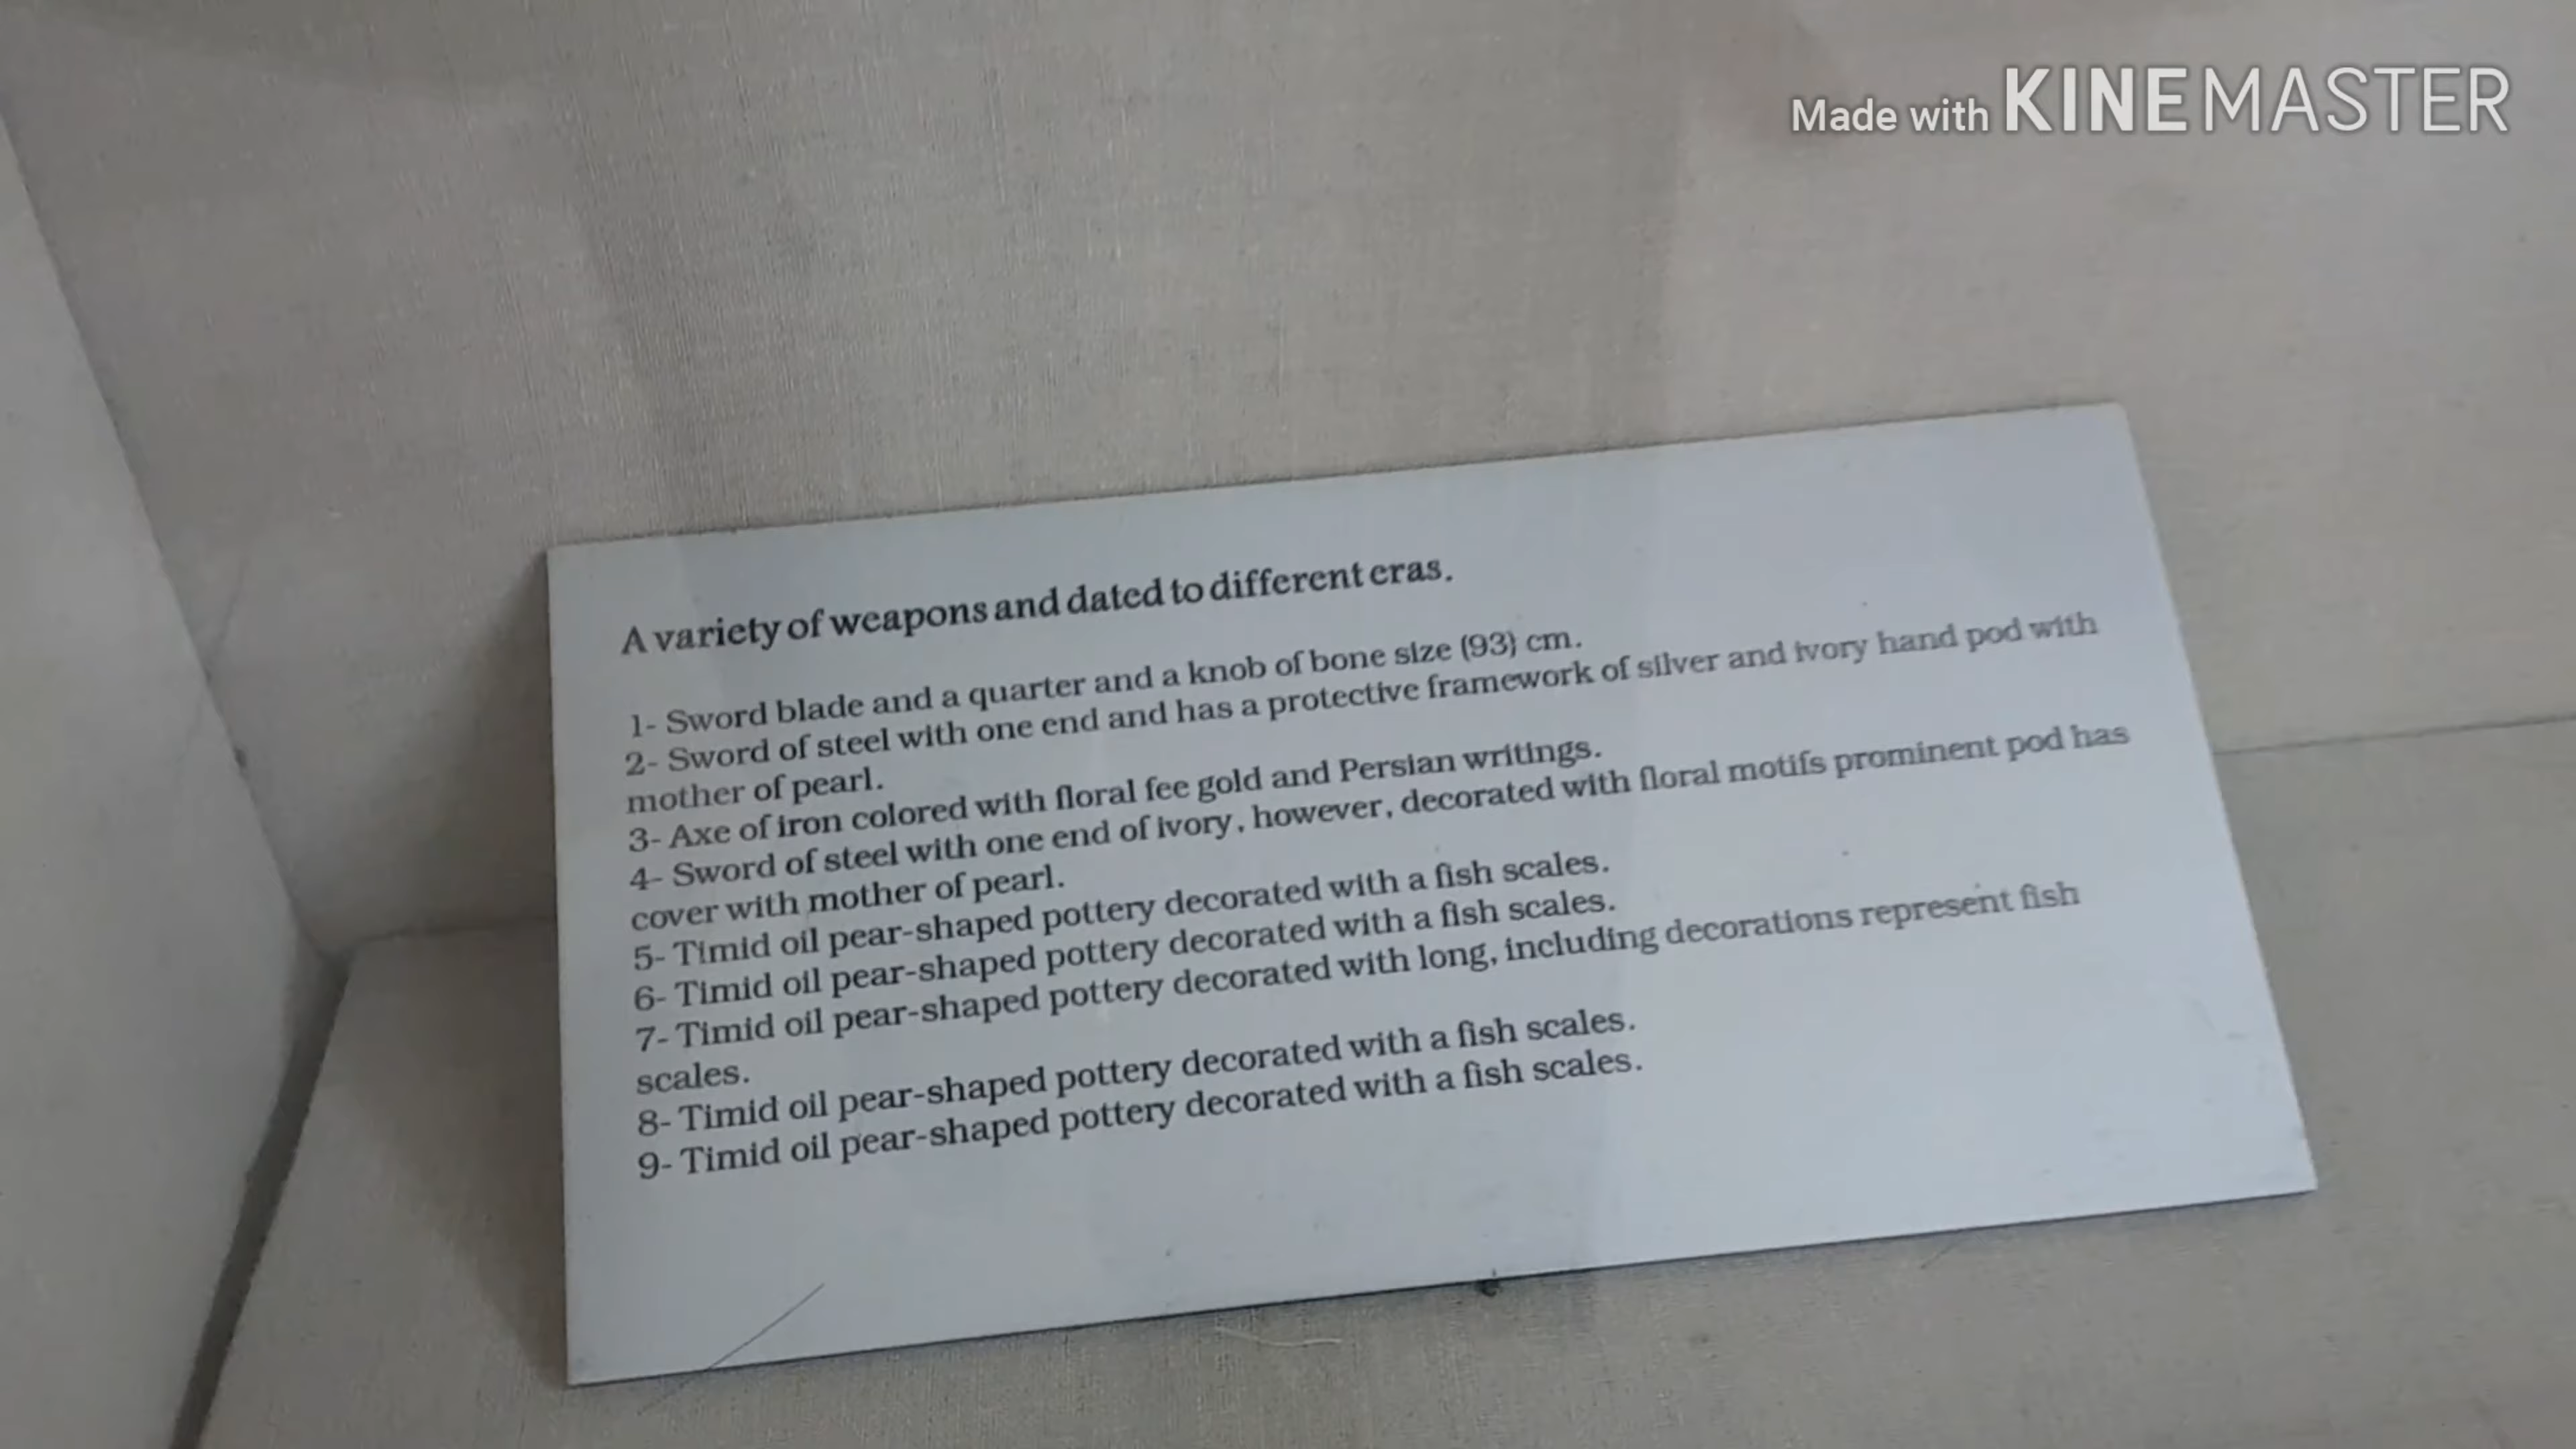 Made with KINEMASTER
A variety of weapons and dated to different eras.
1- Sword blade and a quarter and a knob of bone size (93) cm.
2- Sword of steel with one end and has a protective framework of silver and ivory hand pod with
mother of pearl.
3- Axe of iron colored with floral fee gold and Persian writings.
4- Sword of steel with one end of ivory, however, decorated with floral motifs prominent pod has
cover with mother of pearl.
5- Timid oil pear-shaped pottery decorated with a fish scales.
6- Timid oil pear-shaped pottery decorated with a fish scales.
7- Timid oil pear-shaped pottery decorated with long, including decorations represent fish
scales.
8- Timid oil pear-shaped pottery decorated with a fish scales.
9- Timid oil pear-shaped pottery decorated with a fish scales.